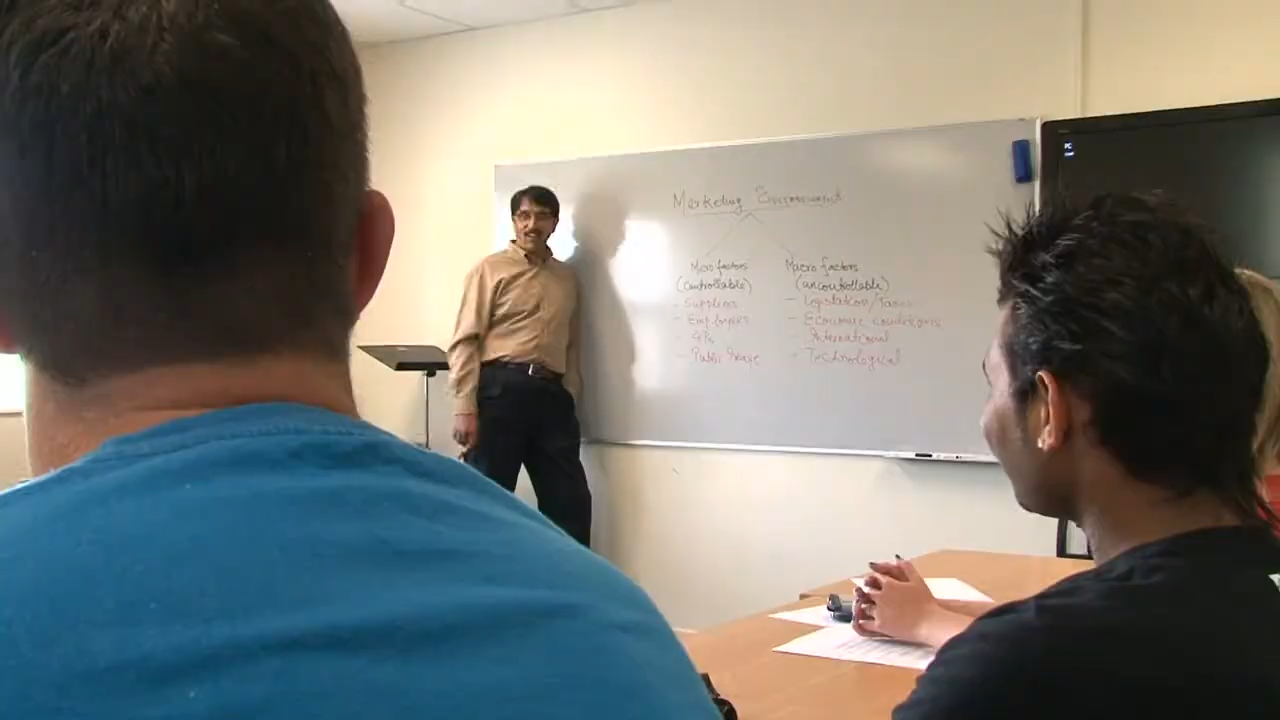 Marketing Environment
Micro factors
(controllable)
- Suppliers
- Employees
- 4Ps
- Public Image
Macro factors
(uncontrollable)
- Legislation/Taxes
- Economic conditions
- International
- Technological
PC